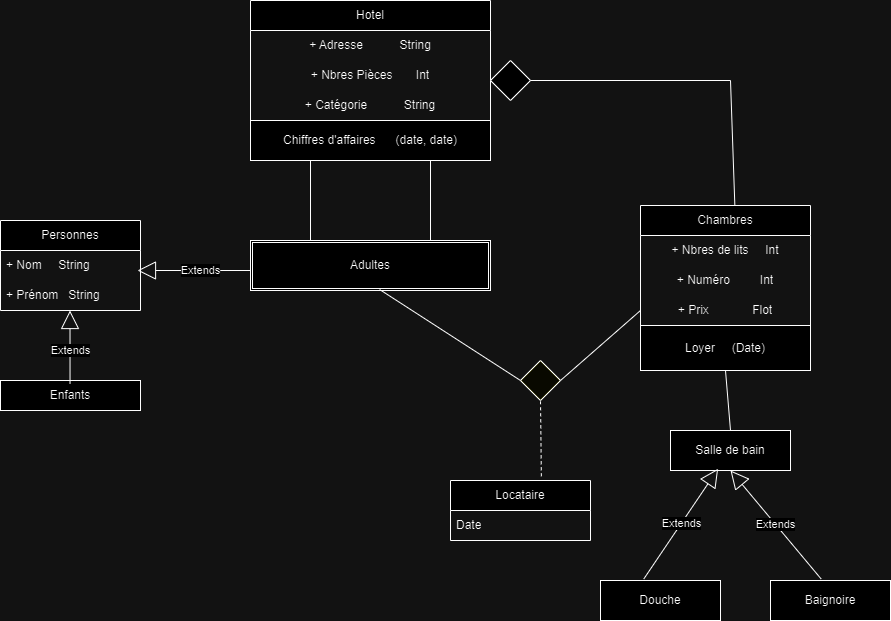 Hotel
+ Adresse String
+ Nbres Pièces Int
+ Catégorie String
Chiffres d'affaires (date, date)
Personnes
+ Nom String
+ Prénom String
Extends
Adultes
Extends
Enfants
Chambres
+ Nbres de lits Int
+ Numéro Int
+ Prix Flot
Loyer (Date)
Salle de bain
Locataire
Date
Extends
Extends
Douche
Baignoire